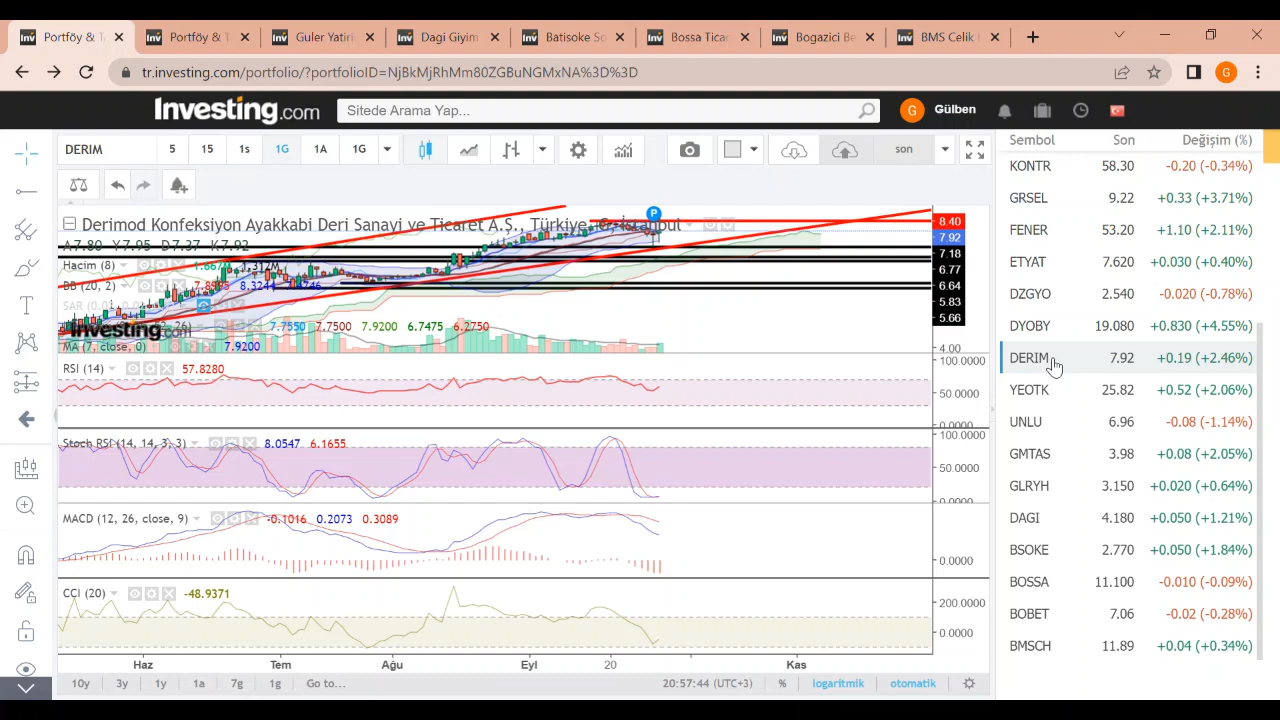 Portföy & T
Portföy & T
Guler Yatiri
Dagi Giyim
Batisoke So
Bossa Ticar
Bogazici Be
BMS Celik H
tr.investing.com/portfolio/?portfolioID=NjBkMjRhMm80ZGBuNGMxNA%3D%3D
G
Investing.com
Sitede Arama Yap...
G Gülben
DERIM 5 15 1s 1G 1A 1G son
Derimod Konfeksiyon Ayakkabi Deri Sanayi ve Ticaret A.Ş., Türkiye, G, İstanbul
P
A7.80 Y7.95 D7.37 K7.92
Hacim (8)
BB (20, 2)
MA (7, close, 0) 7.9200
7.7550 7.7500 7.9200 6.7475 6.2750
Investing.com
8.40
7.92
7.18
6.77
6.64
5.83
5.66
4.00
RSI (14) 57.8280
100.0000
50.0000
0.0000
Stoch RSI (14, 14, 3, 3) 8.0547 6.1655
100.0000
50.0000
0.0000
MACD (12, 26, close, 9) -0.1016 0.2073 0.3089
0.0000
CCI (20) -48.9371
200.0000
0.0000
Haz Tem Ağu Eyl 20 Kas
10y 3y 1y 1a 7g 1g Go to... 20:57:44 (UTC+3) % logaritmik otomatik
Sembol Son Değişim (%)
KONTR 58.30 -0.20 (-0.34%)
GRSEL 9.22 +0.33 (+3.71%)
FENER 53.20 +1.10 (+2.11%)
ETYAT 7.620 +0.030 (+0.40%)
DZGYO 2.540 -0.020 (-0.78%)
DYOBY 19.080 +0.830 (+4.55%)
DERIM 7.92 +0.19 (+2.46%)
YEOTK 25.82 +0.52 (+2.06%)
UNLU 6.96 -0.08 (-1.14%)
GMTAS 3.98 +0.08 (+2.05%)
GLRYH 3.150 +0.020 (+0.64%)
DAGI 4.180 +0.050 (+1.21%)
BSOKE 2.770 +0.050 (+1.84%)
BOSSA 11.100 -0.010 (-0.09%)
BOBET 7.06 -0.02 (-0.28%)
BMSCH 11.89 +0.04 (+0.34%)